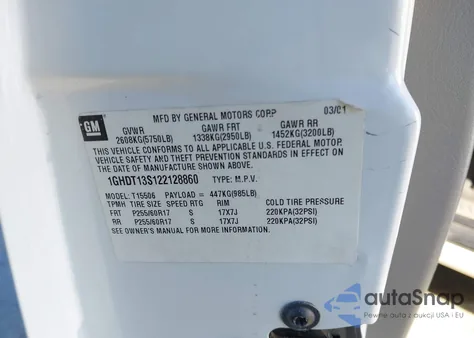 GM
MFD BY GENERAL MOTORS CORP 03/01
GVWR GAWR FRT GAWR RR
2608KG(5750LB) 1338KG(2950LB) 1452KG(3200LB)
THIS VEHICLE CONFORMS TO ALL APPLICABLE U.S. FEDERAL MOTOR
VEHICLE SAFETY, BUMPER, AND THEFT PREVENTION STANDARDS IN EFFECT ON
THE DATE OF MANUFACTURE SHOWN ABOVE.
1GHDT13S122128860 TYPE: M.P.V.
MODEL: T15506 PAYLOAD = 447KG(985LB)
TPMH TIRE SIZE SPEED RTG RIM COLD TIRE PRESSURE
FRT P255/60R17 S 17X7J 220KPA(32PSI)
RR P255/60R17 S 17X7J 220KPA(32PSI)
SEE OWNER'S MANUAL FOR MORE INFORMATION.
autoSnap
Pewne auta z aukcji USA i EU